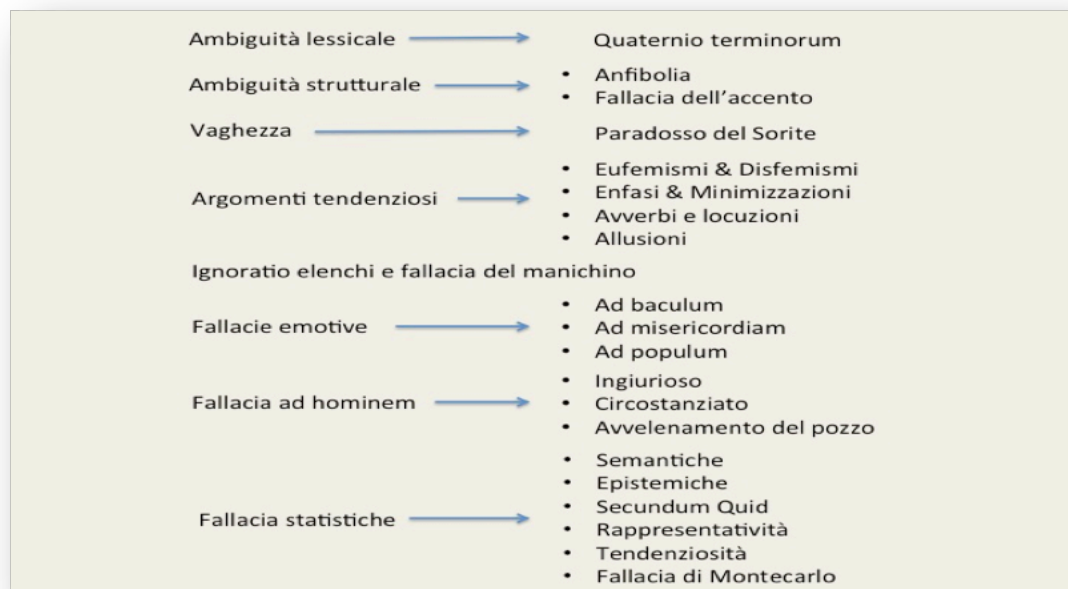 Ambiguità lessicale Quaternio terminorum
Ambiguità strutturale
• Anfibolia
• Fallacia dell'accento
Vaghezza Paradosso del Sorite
Argomenti tendenziosi
• Eufemismi & Disfemismi
• Enfasi & Minimizzazioni
• Avverbi e locuzioni
• Allusioni
Ignoratio elenchi e fallacia del manichino
Fallacie emotive
• Ad baculum
• Ad misericordiam
• Ad populum
Fallacia ad hominem
• Ingiurioso
• Circostanziato
• Avvelenamento del pozzo
Fallacia statistiche
• Semantiche
• Epistemiche
• Secundum Quid
• Rappresentatività
• Tendenziosità
• Fallacia di Montecarlo